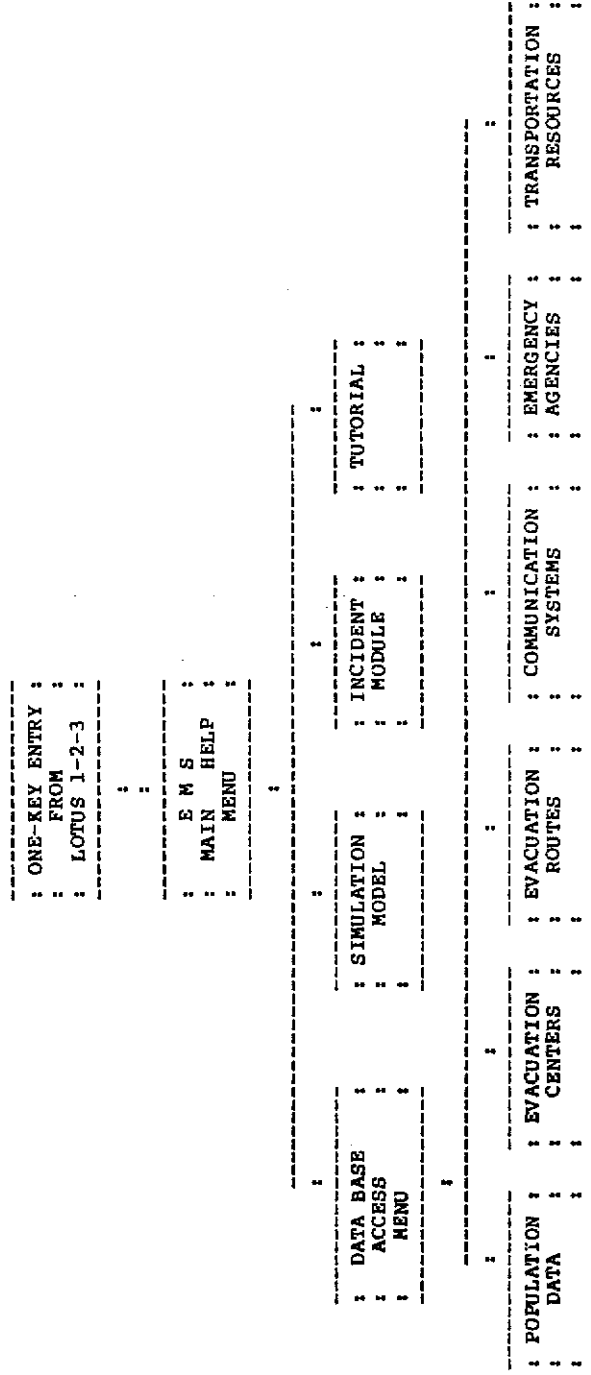 ONE-KEY ENTRY
FROM
LOTUS 1-2-3
E M S
MAIN HELP
MENU
DATA BASE
ACCESS
MENU
SIMULATION
MODEL
INCIDENT
MODULE
TUTORIAL
POPULATION
DATA
EVACUATION
CENTERS
EVACUATION
ROUTES
COMMUNICATION
SYSTEMS
EMERGENCY
AGENCIES
TRANSPORTATION
RESOURCES